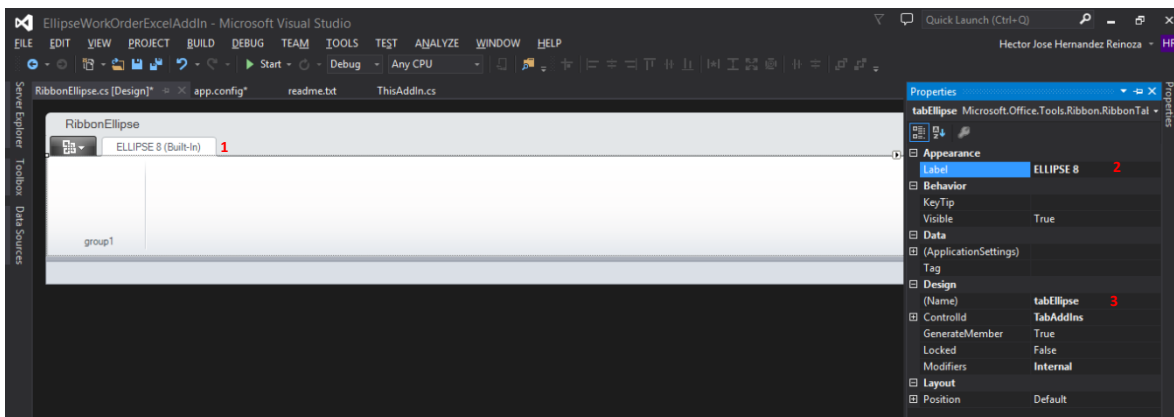 EllipseWorkOrderExcelAddIn - Microsoft Visual Studio
Quick Launch (Ctrl+Q)
FILE EDIT VIEW PROJECT BUILD DEBUG TEAM TOOLS TEST ANALYZE WINDOW HELP
Hector Jose Hernandez Reinoza HR
Start Debug Any CPU
Server Explorer
Toolbox
Data Sources
RibbonEllipse.cs [Design]* app.config* readme.txt ThisAddIn.cs
RibbonEllipse
ELLIPSE 8 (Built-In) 1
group1
Properties
tabEllipse Microsoft.Office.Tools.Ribbon.RibbonTal
Appearance
Label ELLIPSE 8 2
Behavior
KeyTip
Visible True
Data
(ApplicationSettings)
Tag
Design
(Name) tabEllipse 3
ControlId TabAddIns
GenerateMember True
Locked False
Modifiers Internal
Layout
Position Default
Properties